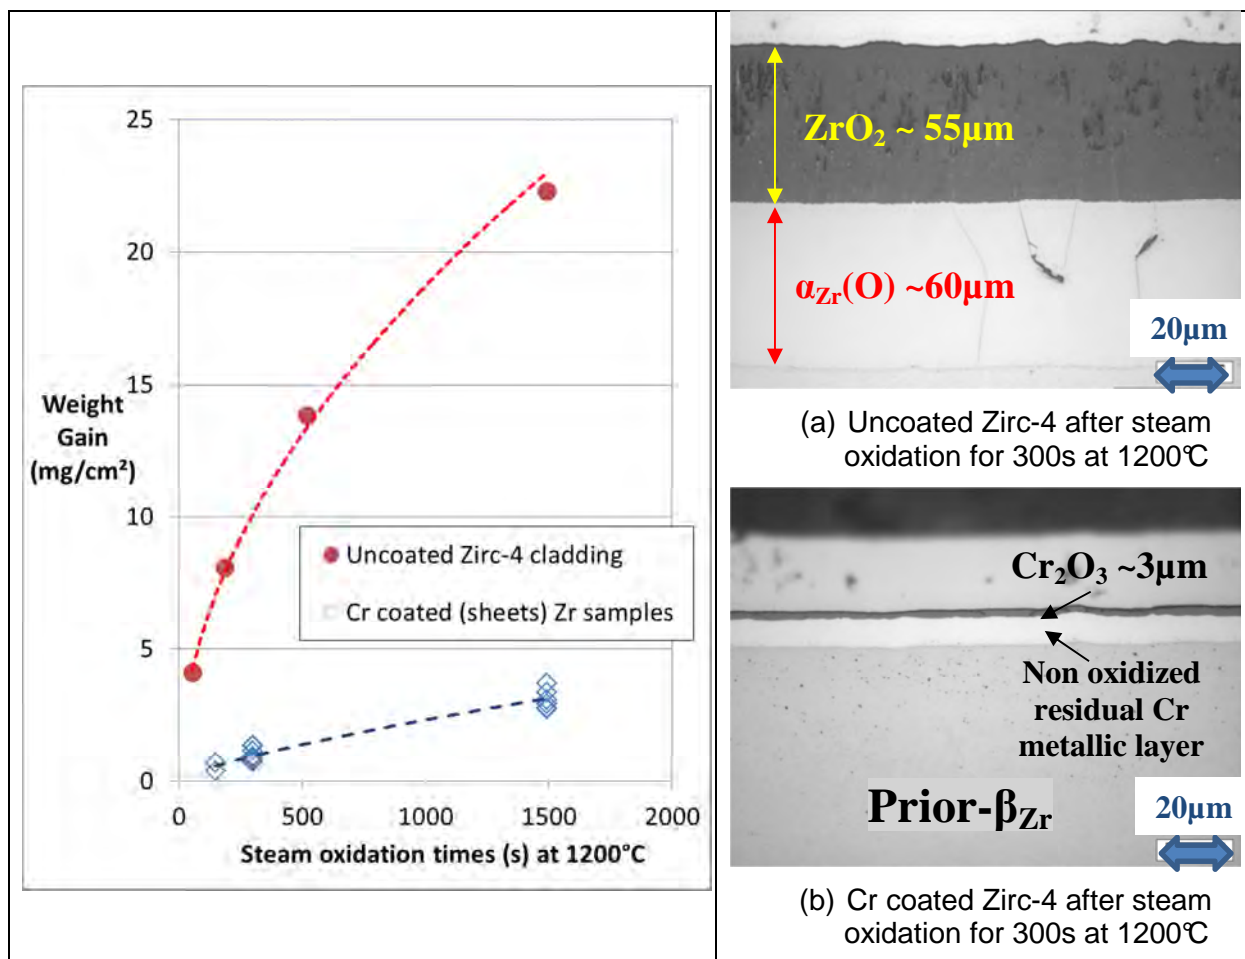 25
20
15
10
5
0
Weight
Gain
(mg/cm²)
Uncoated Zirc-4 cladding
Cr coated (sheets) Zr samples
0 500 1000 1500 2000
Steam oxidation times (s) at 1200°C
ZrO₂ ~ 55µm
α_Zr(O) ~60µm
20µm
(a) Uncoated Zirc-4 after steam
oxidation for 300s at 1200°C
Cr₂O₃ ~3µm
Non oxidized
residual Cr
metallic layer
Prior-β_Zr
20µm
(b) Cr coated Zirc-4 after steam
oxidation for 300s at 1200°C